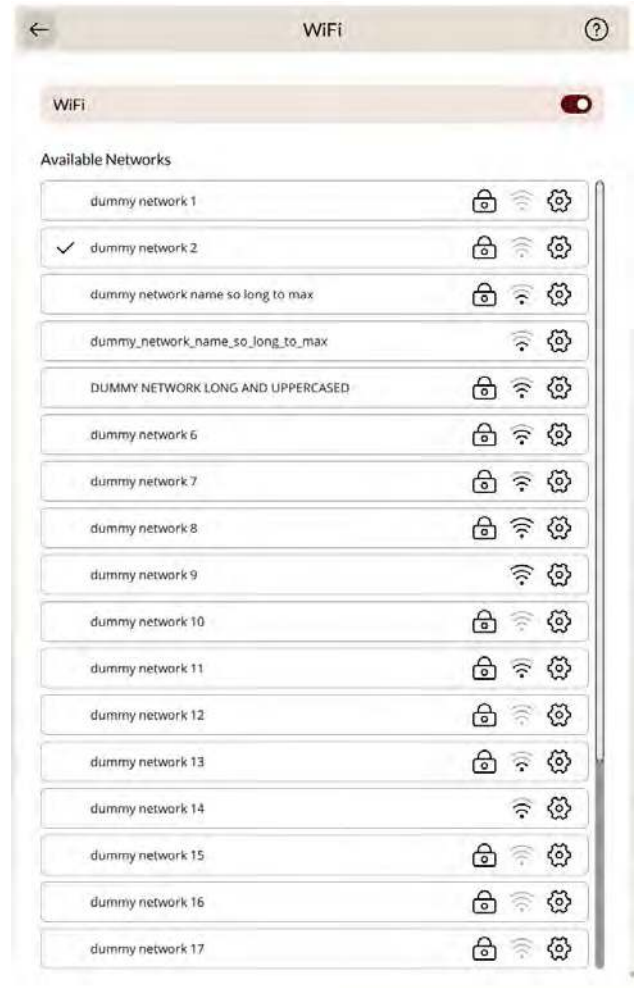 WiFi
WiFi
Available Networks
dummy network 1
dummy network 2
dummy network name so long to max
dummy_network_name_so_long_to_max
DUMMY NETWORK LONG AND UPPERCASED
dummy network 6
dummy network 7
dummy network 8
dummy network 9
dummy network 10
dummy network 11
dummy network 12
dummy network 13
dummy network 14
dummy network 15
dummy network 16
dummy network 17